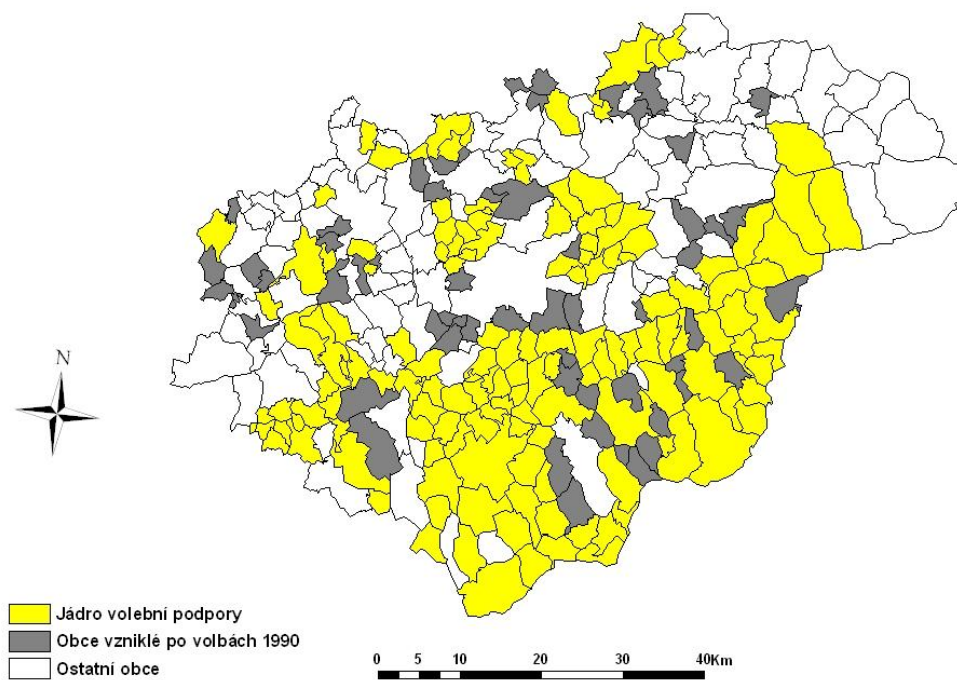 N
Jádro volební podpory
Obce vzniklé po volbách 1990
Ostatní obce
0 5 10 20 30 40Km